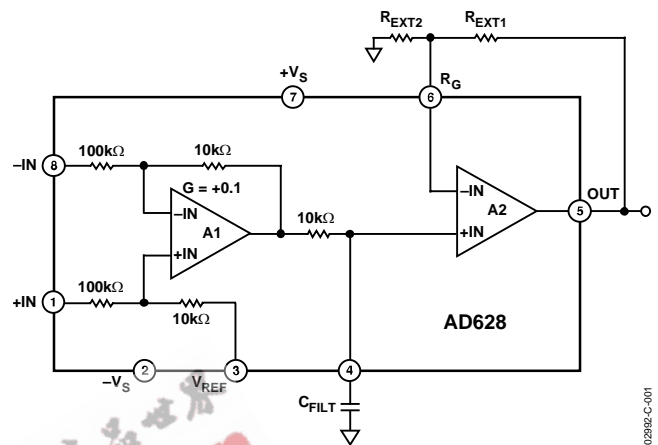 R_EXT2
R_EXT1
+V_S
R_G
7
6
-IN
8
100kΩ
10kΩ
G = +0.1
-IN
A1
+IN
10kΩ
-IN
A2
+IN
OUT
5
+IN
1
100kΩ
10kΩ
AD628
2
3
4
-V_S
V_REF
C_FILT
02992-C-001